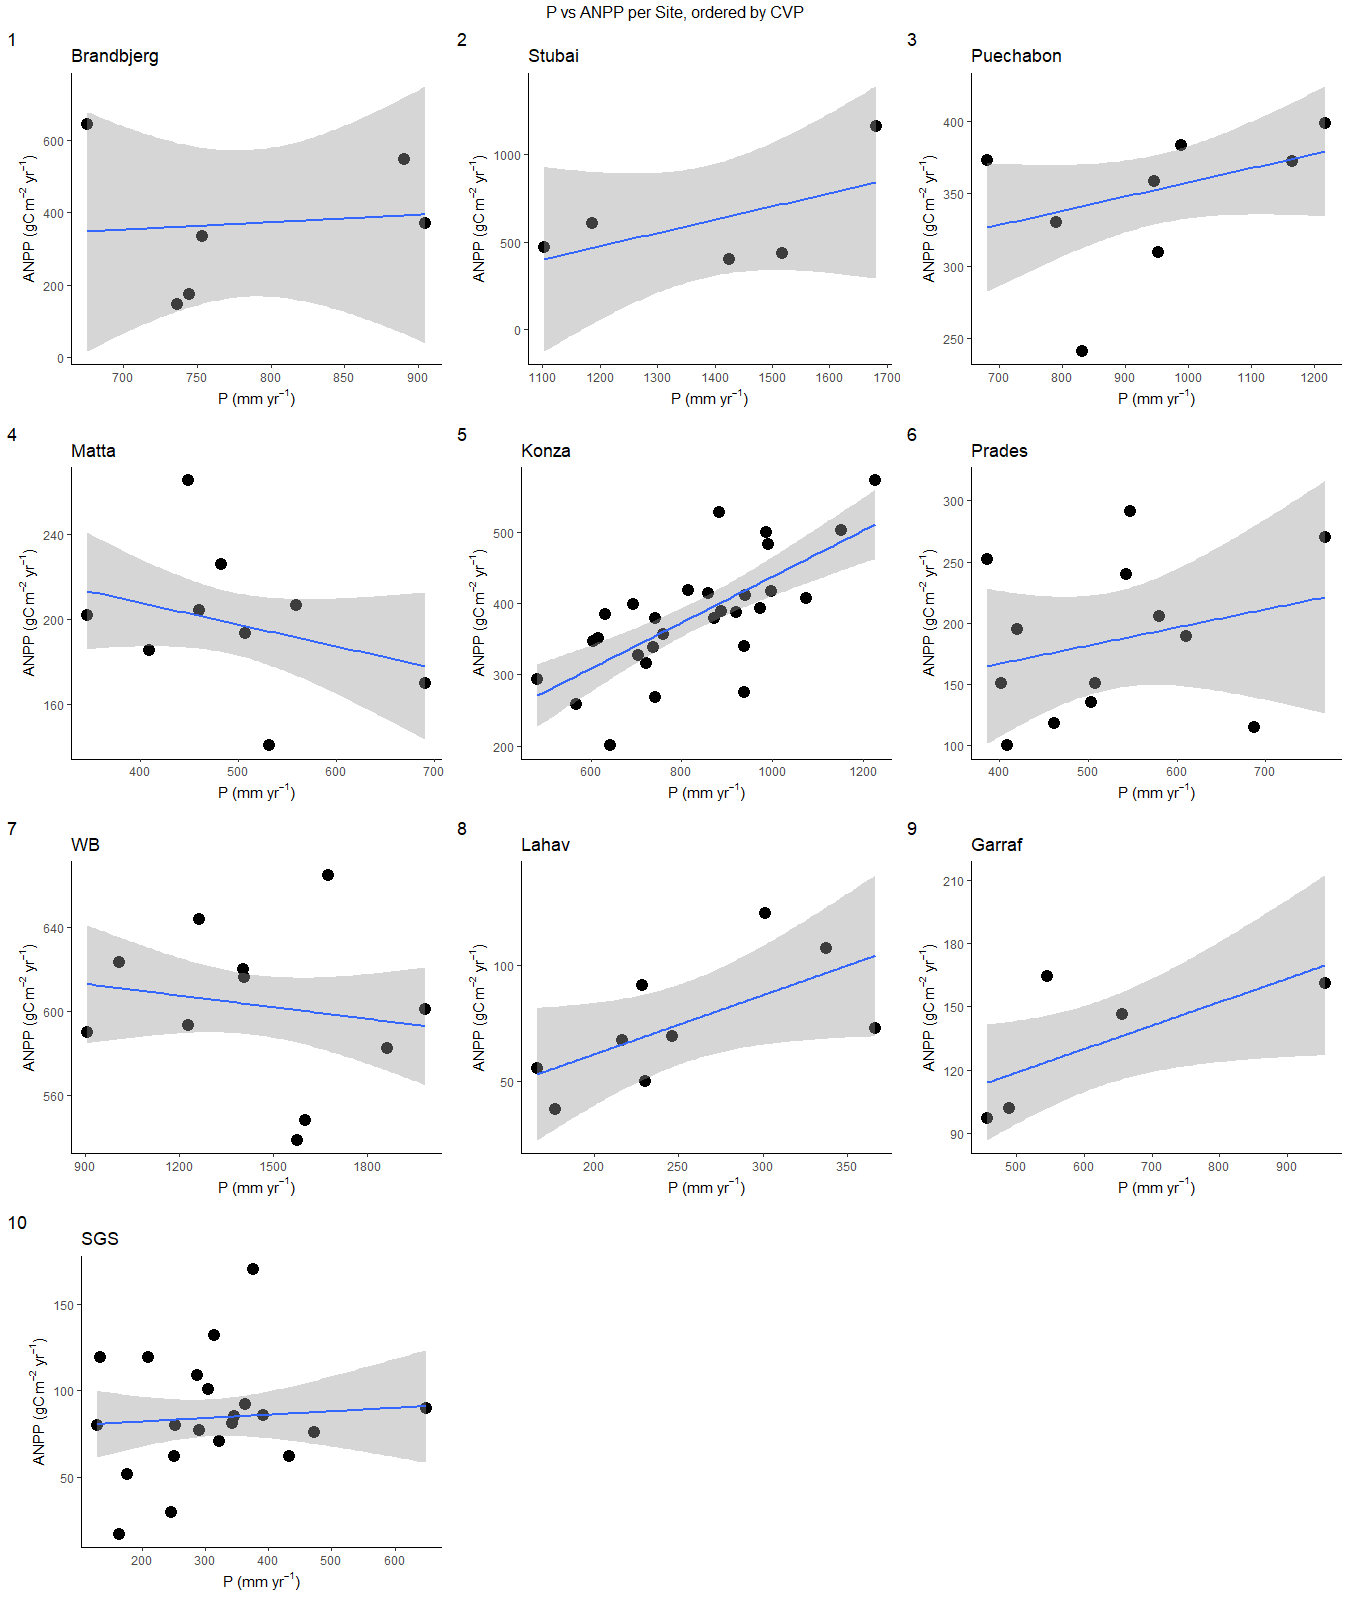 P vs ANPP per Site, ordered by CVP
1
Brandbjerg
ANPP (gC m−2 yr−1)
600
400
200
0
700 750 800 850 900
P (mm yr−1)
2
Stubai
ANPP (gC m−2 yr−1)
1000
500
0
1100 1200 1300 1400 1500 1600 1700
P (mm yr−1)
3
Puechabon
ANPP (gC m−2 yr−1)
400
350
300
250
700 800 900 1000 1100 1200
P (mm yr−1)
4
Matta
ANPP (gC m−2 yr−1)
240
200
160
400 500 600 700
P (mm yr−1)
5
Konza
ANPP (gC m−2 yr−1)
500
400
300
200
600 800 1000 1200
P (mm yr−1)
6
Prades
ANPP (gC m−2 yr−1)
300
250
200
150
100
400 500 600 700
P (mm yr−1)
7
WB
ANPP (gC m−2 yr−1)
640
600
560
900 1200 1500 1800
P (mm yr−1)
8
Lahav
ANPP (gC m−2 yr−1)
100
50
200 250 300 350
P (mm yr−1)
9
Garraf
ANPP (gC m−2 yr−1)
210
180
150
120
90
500 600 700 800 900
P (mm yr−1)
10
SGS
ANPP (gC m−2 yr−1)
150
100
50
200 300 400 500 600
P (mm yr−1)